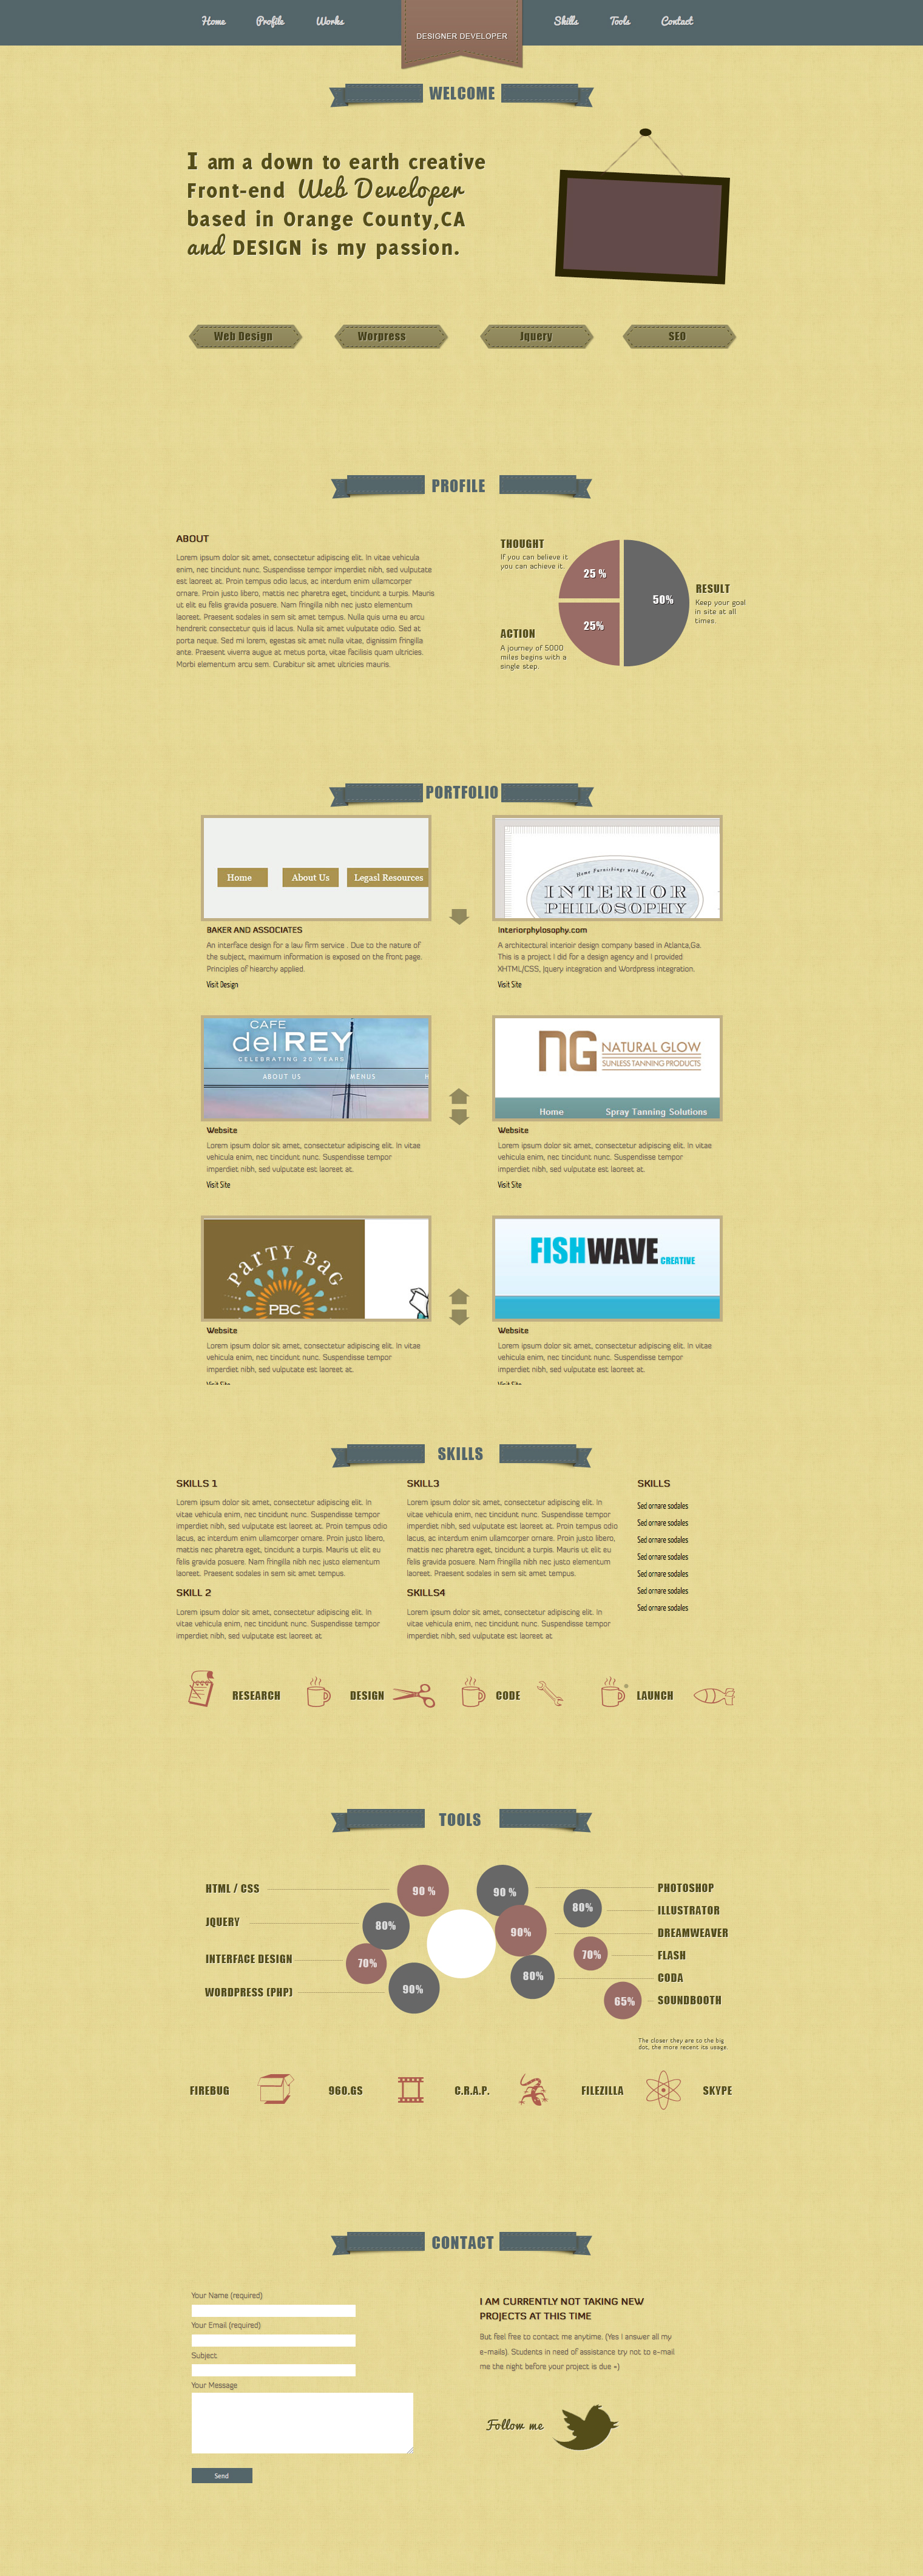 Home
Profile
Works
DESIGNER DEVELOPER
Skills
Tools
Contact
WELCOME
I am a down to earth creative
Front-end Web Developer
based in Orange County,CA
and DESIGN is my passion.
Web Design
Worpress
Jquery
SEO
PROFILE
ABOUT
Lorem ipsum dolor sit amet, consectetur adipiscing elit. In vitae vehicula
enim, nec tincidunt nunc. Suspendisse tempor imperdiet nibh, sed vulputate
est laoreet at. Proin tempus odio lacus, ac interdum enim ullamcorper
ornare. Proin justo libero, mattis nec pharetra eget, tincidunt a turpis. Mauris
ut elit eu felis gravida posuere. Nam fringilla nibh nec justo elementum
laoreet. Praesent sodales in sem sit amet tempus. Nulla quis urna eu arcu
hendrerit consectetur quis id lacus. Nulla sit amet vulputate odio. Sed at
porta neque. Sed mi lorem, egestas sit amet nulla vitae, dignissim fringilla
ante. Praesent viverra augue at metus porta, vitae facilisis quam ultricies.
Morbi elementum arcu sem. Curabitur sit amet ultricies mauris.
THOUGHT
If you can believe it
you can achieve it.
25 %
50%
RESULT
Keep your goal
in site at all
times.
25%
ACTION
A journey of 5000
miles begins with a
single step.
PORTFOLIO
Home
About Us
Legasl Resources
BAKER AND ASSOCIATES
An interface design for a law firm service . Due to the nature of
the subject, maximum information is exposed on the front page.
Principles of hiearchy applied.
Visit Design
Home Furnishings with Style
INTERIOR
PHILOSOPHY
Interiorphylosophy.com
A architectural interioir design company based in Atlanta,Ga.
This is a project I did for a design agency and I provided
XHTML/CSS, Jquery integration and Wordpress integration.
Visit Site
CAFE
del REY
CELEBRATING 20 YEARS
ABOUT US
MENUS
Website
Lorem ipsum dolor sit amet, consectetur adipiscing elit. In vitae
vehicula enim, nec tincidunt nunc. Suspendisse tempor
imperdiet nibh, sed vulputate est laoreet at.
Visit Site
NG NATURAL GLOW
SUNLESS TANNING PRODUCTS
Home
Spray Tanning Solutions
Website
Lorem ipsum dolor sit amet, consectetur adipiscing elit. In vitae
vehicula enim, nec tincidunt nunc. Suspendisse tempor
imperdiet nibh, sed vulputate est laoreet at.
Visit Site
PARTY BAG
PBC
Website
Lorem ipsum dolor sit amet, consectetur adipiscing elit. In vitae
vehicula enim, nec tincidunt nunc. Suspendisse tempor
imperdiet nibh, sed vulputate est laoreet at.
Visit Site
FISHWAVE CREATIVE
Website
Lorem ipsum dolor sit amet, consectetur adipiscing elit. In vitae
vehicula enim, nec tincidunt nunc. Suspendisse tempor
imperdiet nibh, sed vulputate est laoreet at.
Visit Site
SKILLS
SKILLS 1
Lorem ipsum dolor sit amet, consectetur adipiscing elit. In
vitae vehicula enim, nec tincidunt nunc. Suspendisse tempor
imperdiet nibh, sed vulputate est laoreet at. Proin tempus odio
lacus, ac interdum enim ullamcorper ornare. Proin justo libero,
mattis nec pharetra eget, tincidunt a turpis. Mauris ut elit eu
felis gravida posuere. Nam fringilla nibh nec justo elementum
laoreet. Praesent sodales in sem sit amet tempus.
SKILL 2
Lorem ipsum dolor sit amet, consectetur adipiscing elit. In
vitae vehicula enim, nec tincidunt nunc. Suspendisse tempor
imperdiet nibh, sed vulputate est laoreet at
SKILL3
Lorem ipsum dolor sit amet, consectetur adipiscing elit. In
vitae vehicula enim, nec tincidunt nunc. Suspendisse tempor
imperdiet nibh, sed vulputate est laoreet at. Proin tempus odio
lacus, ac interdum enim ullamcorper ornare. Proin justo libero,
mattis nec pharetra eget, tincidunt a turpis. Mauris ut elit eu
felis gravida posuere. Nam fringilla nibh nec justo elementum
laoreet. Praesent sodales in sem sit amet tempus.
SKILLS4
Lorem ipsum dolor sit amet, consectetur adipiscing elit. In
vitae vehicula enim, nec tincidunt nunc. Suspendisse tempor
imperdiet nibh, sed vulputate est laoreet at
SKILLS
Sed ornare sodales
Sed ornare sodales
Sed ornare sodales
Sed ornare sodales
Sed ornare sodales
Sed ornare sodales
Sed ornare sodales
RESEARCH
DESIGN
CODE
LAUNCH
TOOLS
HTML / CSS
JQUERY
INTERFACE DESIGN
WORDPRESS (PHP)
90 %
80%
70%
90%
90 %
90%
80%
80%
70%
65%
PHOTOSHOP
ILLUSTRATOR
DREAMWEAVER
FLASH
CODA
SOUNDBOOTH
The closer they are to the big
dot, the more recent its usage.
FIREBUG
960.GS
C.R.A.P.
FILEZILLA
SKYPE
CONTACT
Your Name (required)
Your Email (required)
Subject
Your Message
Send
I AM CURRENTLY NOT TAKING NEW
PROJECTS AT THIS TIME
But feel free to contact me anytime. (Yes I answer all my
e-mails). Students in need of assistance try not to e-mail
me the night before your project is due =)
Follow me